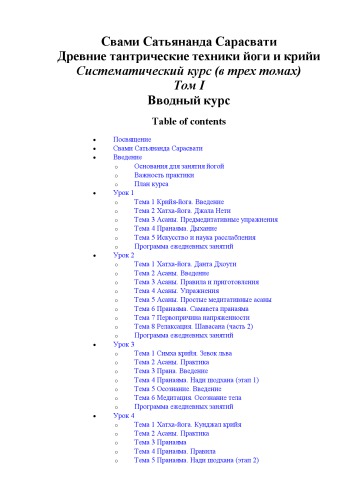 Свами Сатьянанда Сарасвати
Древние тантрические техники йоги и крийи
Систематический курс (в трех томах)
Том I
Вводный курс
Table of contents
Посвящение
Свами Сатьянанда Сарасвати
Введение
Основания для занятия йогой
Важность практики
План курса
Урок 1
Тема 1 Крийя-йога. Введение
Тема 2 Хатха-йога. Джала Нети
Тема 3 Асаны. Предмедитативные упражнения
Тема 4 Пранаяма. Дыхание
Тема 5 Искусство и наука расслабления
Программа ежедневных занятий
Урок 2
Тема 1 Хатха-йога. Данта Дхоути
Тема 2 Асаны. Введение
Тема 3 Асаны. Правила и приготовления
Тема 4 Асаны. Упражнения
Тема 5 Асаны. Простые медитативные асаны
Тема 6 Пранаяма. Самавета пранаяма
Тема 7 Первопричина напряженности
Тема 8 Релаксация. Шавасана (часть 2)
Программа ежедневных занятий
Урок 3
Тема 1 Симха крийя. Зевок льва
Тема 2 Асаны. Практика
Тема 3 Прана. Введение
Тема 4 Пранаяма. Нади шодхана (этап 1)
Тема 5 Осознание. Введение
Тема 6 Медитация. Осознание тела
Программа ежедневных занятий
Урок 4
Тема 1 Хатха-йога. Кунджал крийя
Тема 2 Асаны. Практика
Тема 3 Пранаяма
Тема 4 Пранаяма. Правила
Тема 5 Пранаяма. Нади шодхана (этап 2)